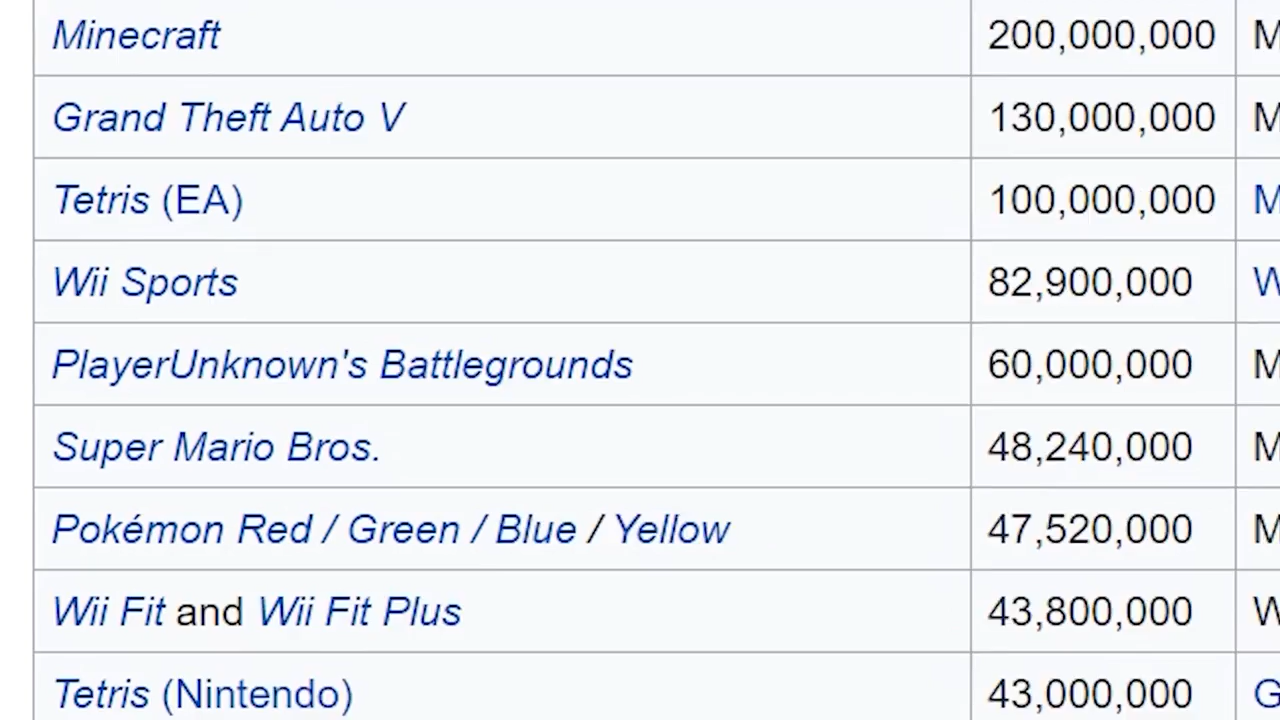 Minecraft 200,000,000 M
Grand Theft Auto V 130,000,000 M
Tetris (EA) 100,000,000 M
Wii Sports 82,900,000 W
PlayerUnknown's Battlegrounds 60,000,000 M
Super Mario Bros. 48,240,000 M
Pokémon Red / Green / Blue / Yellow 47,520,000 M
Wii Fit and Wii Fit Plus 43,800,000 W
Tetris (Nintendo) 43,000,000 G